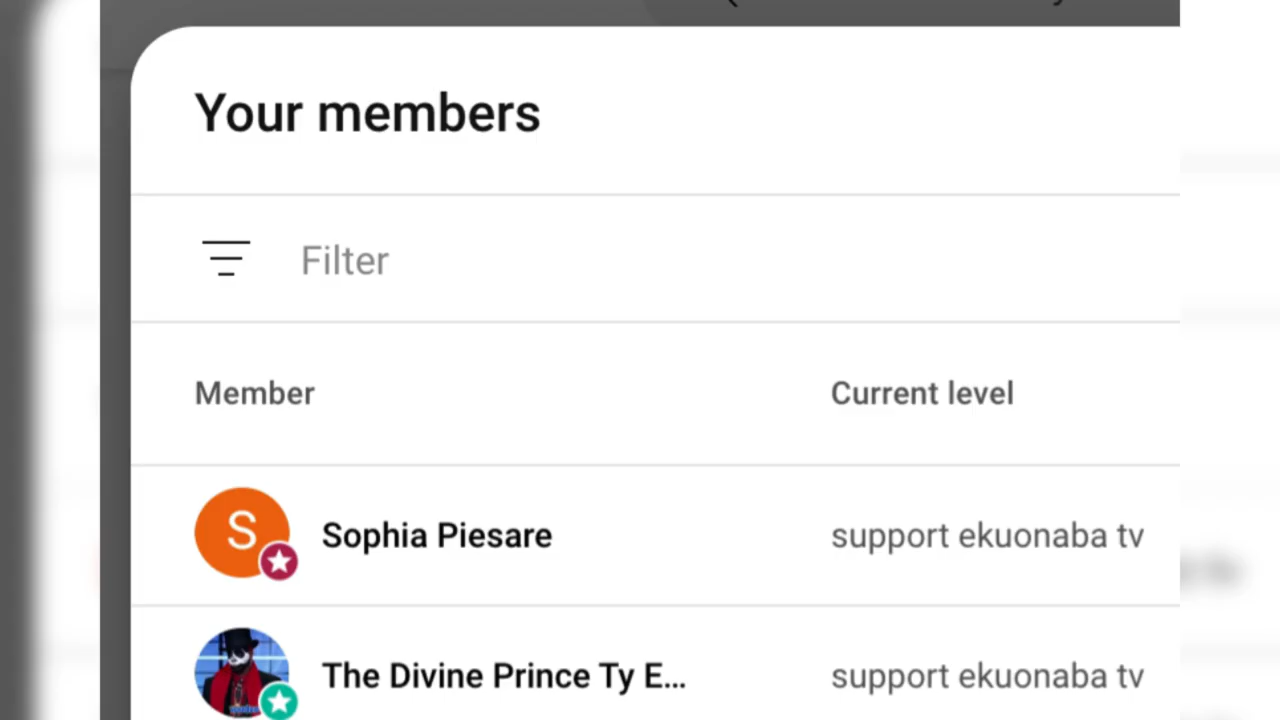 Your members
Filter
Member Current level
S Sophia Piesare support ekuonaba tv
The Divine Prince Ty E... support ekuonaba tv